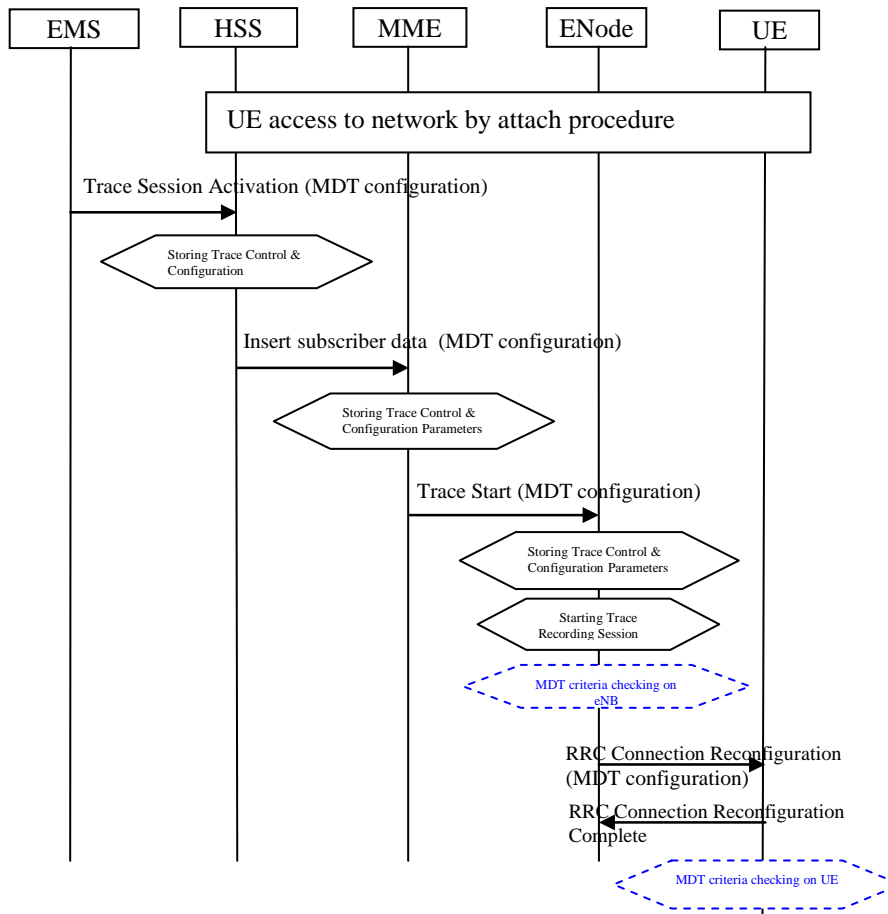 EMS HSS MME ENode UE
UE access to network by attach procedure
Trace Session Activation (MDT configuration)
Storing Trace Control &
Configuration
Insert subscriber data (MDT configuration)
Storing Trace Control &
Configuration Parameters
Trace Start (MDT configuration)
Storing Trace Control &
Configuration Parameters
Starting Trace
Recording Session
MDT criteria checking on
eNB
RRC Connection Reconfiguration
(MDT configuration)
RRC Connection Reconfiguration
Complete
MDT criteria checking on UE